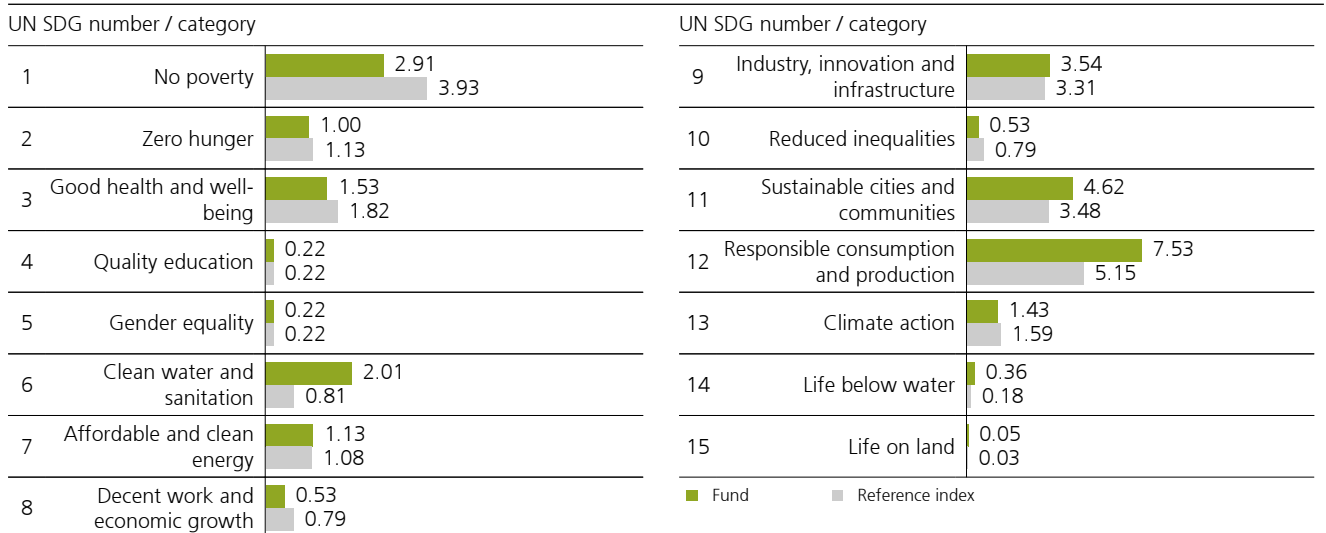 UN SDG number / category
1 No poverty 2.91
3.93
2 Zero hunger 1.00
1.13
3 Good health and well-
being 1.53
1.82
4 Quality education 0.22
0.22
5 Gender equality 0.22
0.22
6 Clean water and
sanitation 2.01
0.81
7 Affordable and clean
energy 1.13
1.08
8 Decent work and
economic growth 0.53
0.79
UN SDG number / category
9 Industry, innovation and
infrastructure 3.54
3.31
10 Reduced inequalities 0.53
0.79
11 Sustainable cities and
communities 4.62
3.48
12 Responsible consumption
and production 7.53
5.15
13 Climate action 1.43
1.59
14 Life below water 0.36
0.18
15 Life on land 0.05
0.03
Fund Reference index